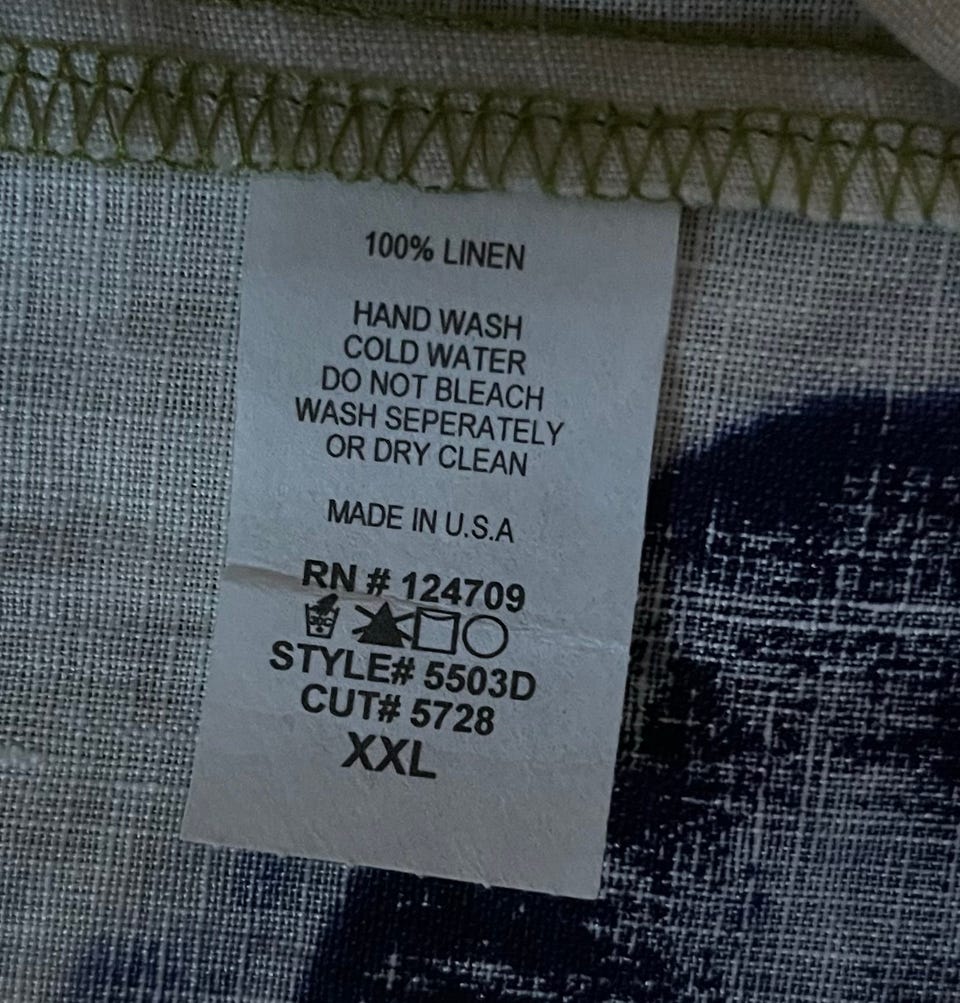 100% LINEN
HAND WASH
COLD WATER
DO NOT BLEACH
WASH SEPERATELY
OR DRY CLEAN
MADE IN U.S.A
RN # 124709
STYLE# 5503D
CUT# 5728
XXL